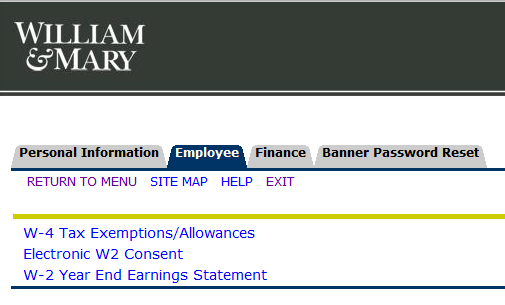 WILLIAM
&MARY
Personal Information Employee Finance Banner Password Reset
RETURN TO MENU SITE MAP HELP EXIT
W-4 Tax Exemptions/Allowances
Electronic W2 Consent
W-2 Year End Earnings Statement